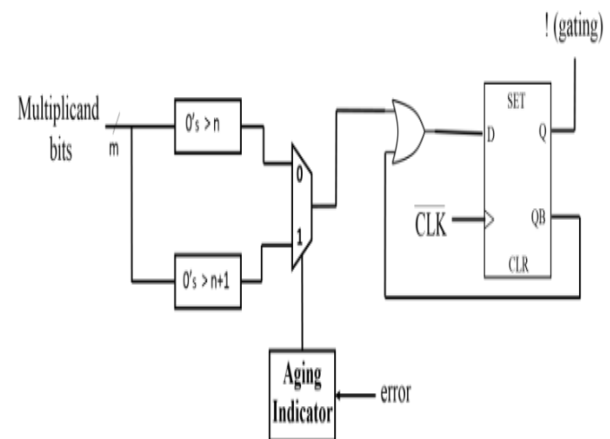 ! (gating)
Multiplicand
bits
m
0's > n
0's > n+1
0
1
SET
D
Q
CLK
QB
CLR
Aging
Indicator
error